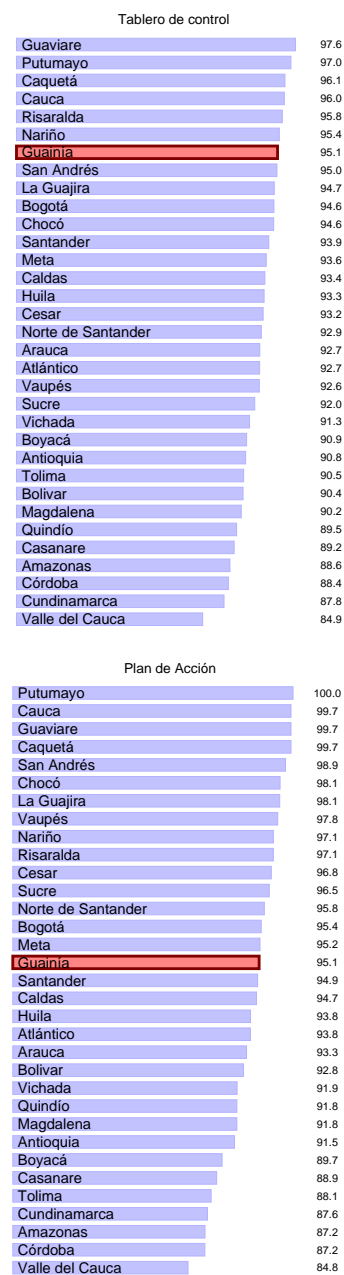 Tablero de control
Guaviare 97.6
Putumayo 97.0
Caquetá 96.1
Cauca 96.0
Risaralda 95.8
Nariño 95.4
Guainía 95.1
San Andrés 95.0
La Guajira 94.7
Bogotá 94.6
Chocó 94.6
Santander 93.9
Meta 93.6
Caldas 93.4
Huila 93.3
Cesar 93.2
Norte de Santander 92.9
Arauca 92.7
Atlántico 92.7
Vaupés 92.6
Sucre 92.0
Vichada 91.3
Boyacá 90.9
Antioquia 90.8
Tolima 90.5
Bolivar 90.4
Magdalena 90.2
Quindío 89.5
Casanare 89.2
Amazonas 88.6
Córdoba 88.4
Cundinamarca 87.8
Valle del Cauca 84.9
Plan de Acción
Putumayo 100.0
Cauca 99.7
Guaviare 99.7
Caquetá 99.7
San Andrés 98.9
Chocó 98.1
La Guajira 98.1
Vaupés 97.8
Nariño 97.1
Risaralda 97.1
Cesar 96.8
Sucre 96.5
Norte de Santander 95.8
Bogotá 95.4
Meta 95.2
Guainía 95.1
Santander 94.9
Caldas 94.7
Huila 93.8
Atlántico 93.8
Arauca 93.3
Bolivar 92.8
Vichada 91.9
Quindío 91.8
Magdalena 91.8
Antioquia 91.5
Boyacá 89.7
Casanare 88.9
Tolima 88.1
Cundinamarca 87.6
Amazonas 87.2
Córdoba 87.2
Valle del Cauca 84.8